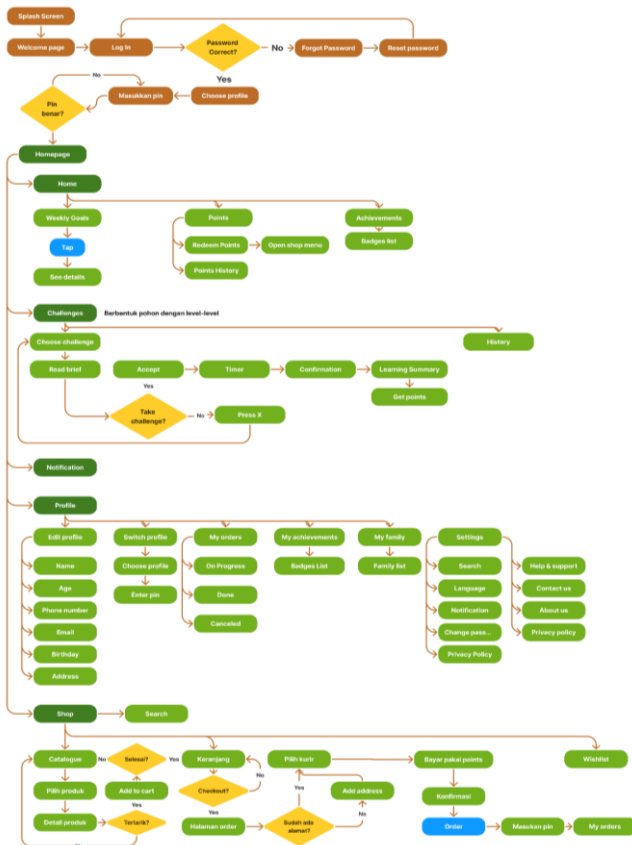 Splash Screen
Welcome page
Log In
Password
Correct?
No
Forgot Password
Reset password
Yes
No
Masukkan pin
Choose profile
Pin
benar?
Homepage
Home
Weekly Goals
Points
Achievements
Tap
Redeem Points
Open shop menu
Badges list
See details
Points History
Challenges
Berbentuk pohon dengan level-level
Choose challenge
History
Read brief
Accept
Timer
Confirmation
Learning Summary
Yes
Get points
Take
challenge?
No
Press X
Notification
Profile
Edit profile
Switch profile
My orders
My achievements
My family
Settings
Name
Choose profile
On Progress
Badges List
Family list
Search
Help & support
Age
Enter pin
Done
Language
Contact us
Phone number
Canceled
Notification
About us
Email
Change pass...
Privacy policy
Birthday
Privacy Policy
Address
Shop
Search
Catalogue
No
Selesai?
Yes
Keranjang
Pilih kurir
Bayar pakai points
Wishlist
No
Pilih produk
Add to cart
Checkout?
Add address
Konfirmasi
Yes
Yes
No
Detail produk
Tertarik?
Halaman order
Sudah ada
alamat?
Order
Masukan pin
My orders
No